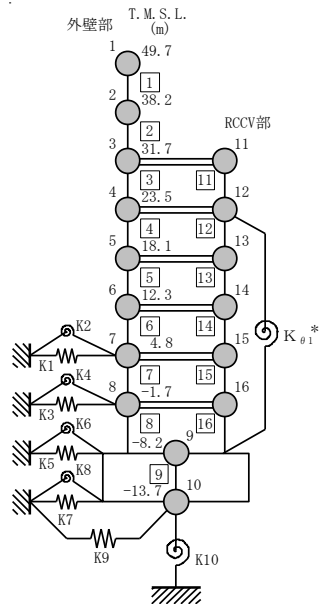 T.M.S.L.
外壁部 (m)
1 49.7
1
2 38.2
2
RCCV部
3 31.7 11
3 11
4 23.5 12
4 12
5 18.1 13
5 13
6 12.3 14
6 14
K2
7 4.8 15
K1
7 15
K4
8 -1.7 16
K3
8 16
K6
-8.2 9
K5
K8
9
-13.7 10
K7
K9
K10
Kθ1*